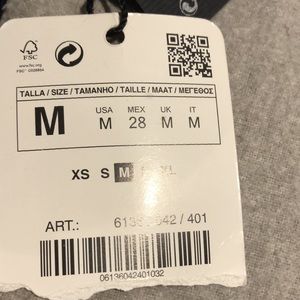 FSC
www.fsc.org
TALLA / SIZE / TAMANHO / TAILLE / MAAT / ΜΕΓΕΘΟΣ
M
USA MEX UK IT
M 28 M M
XS S M
ART.: 042 / 401
06136042401032